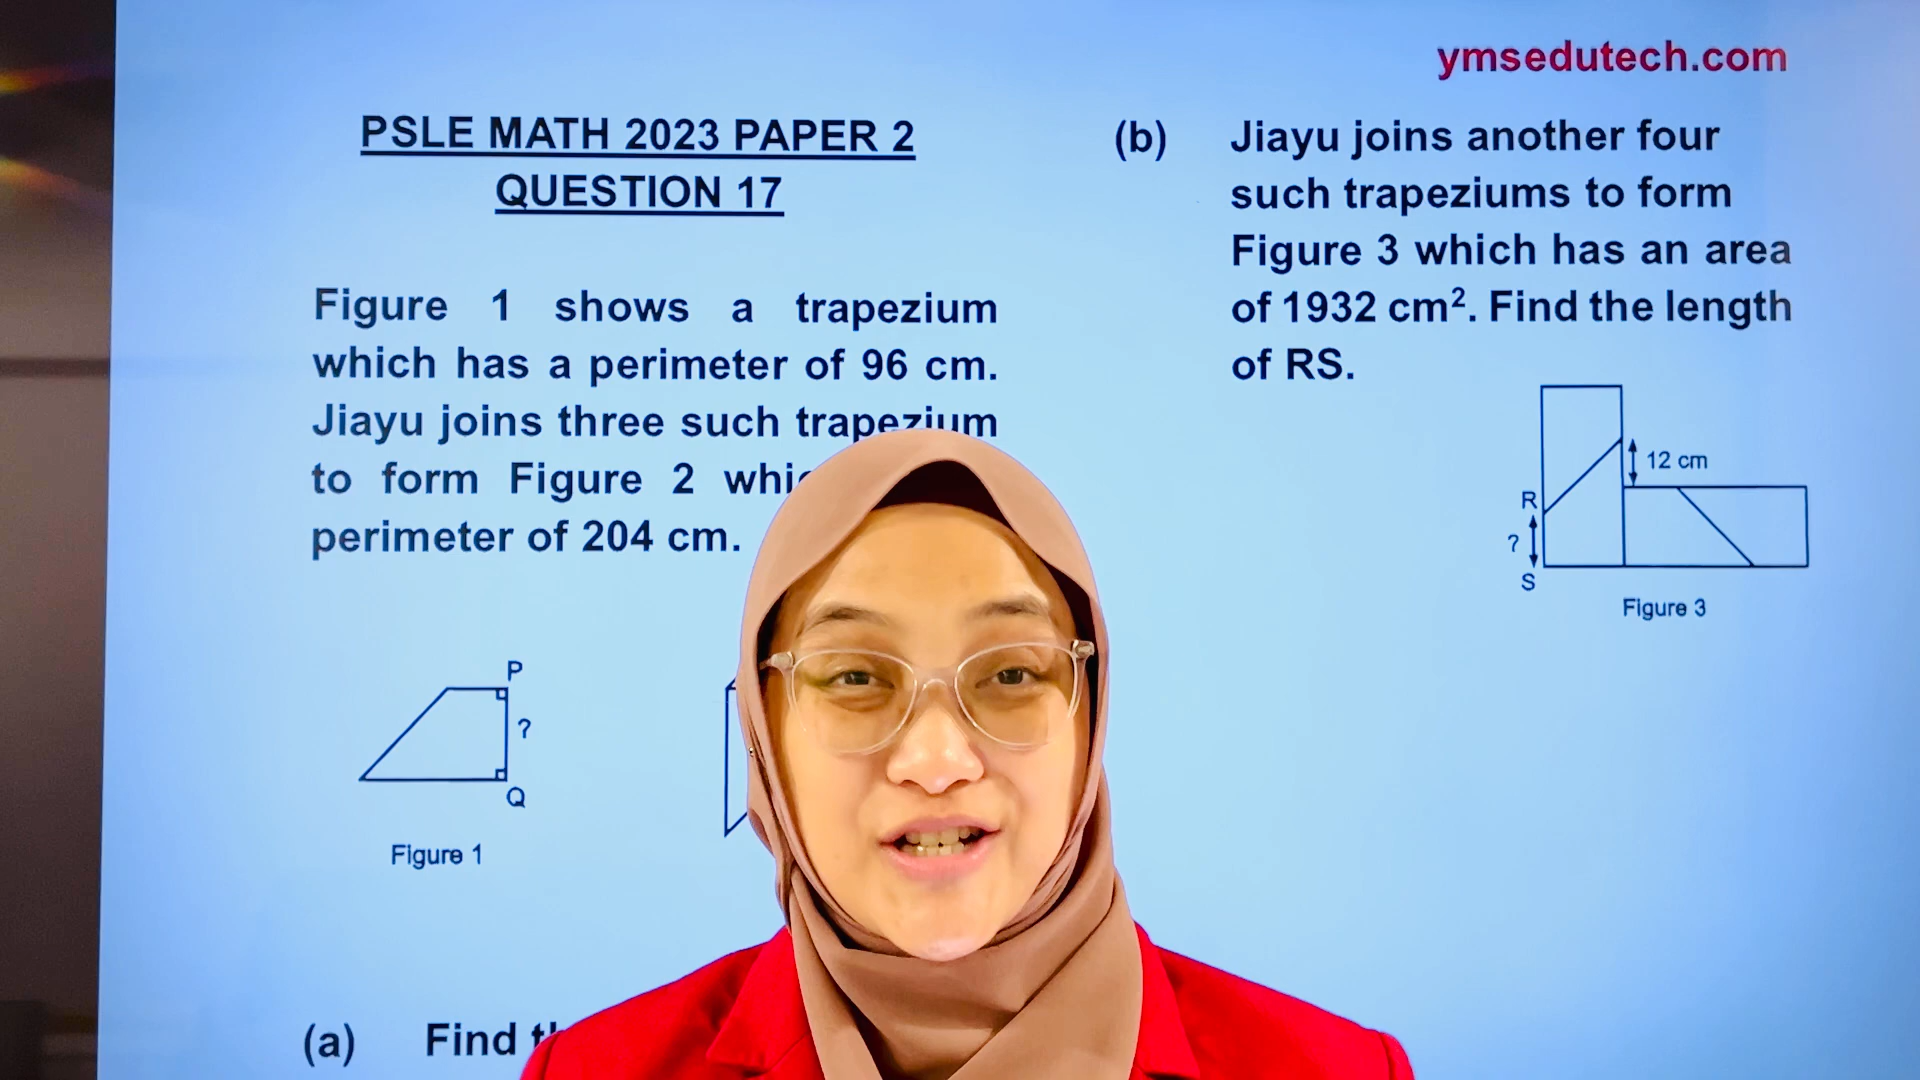 ymsedutech.com
PSLE MATH 2023 PAPER 2
QUESTION 17
Figure 1 shows a trapezium
which has a perimeter of 96 cm.
Jiayu joins three such trapezium
to form Figure 2
perimeter of 204 cm.
P
?
Q
Figure 1
(a) Find
(b) Jiayu joins another four
such trapeziums to form
Figure 3 which has an area
of 1932 cm². Find the length
of RS.
12 cm
R
?
S
Figure 3